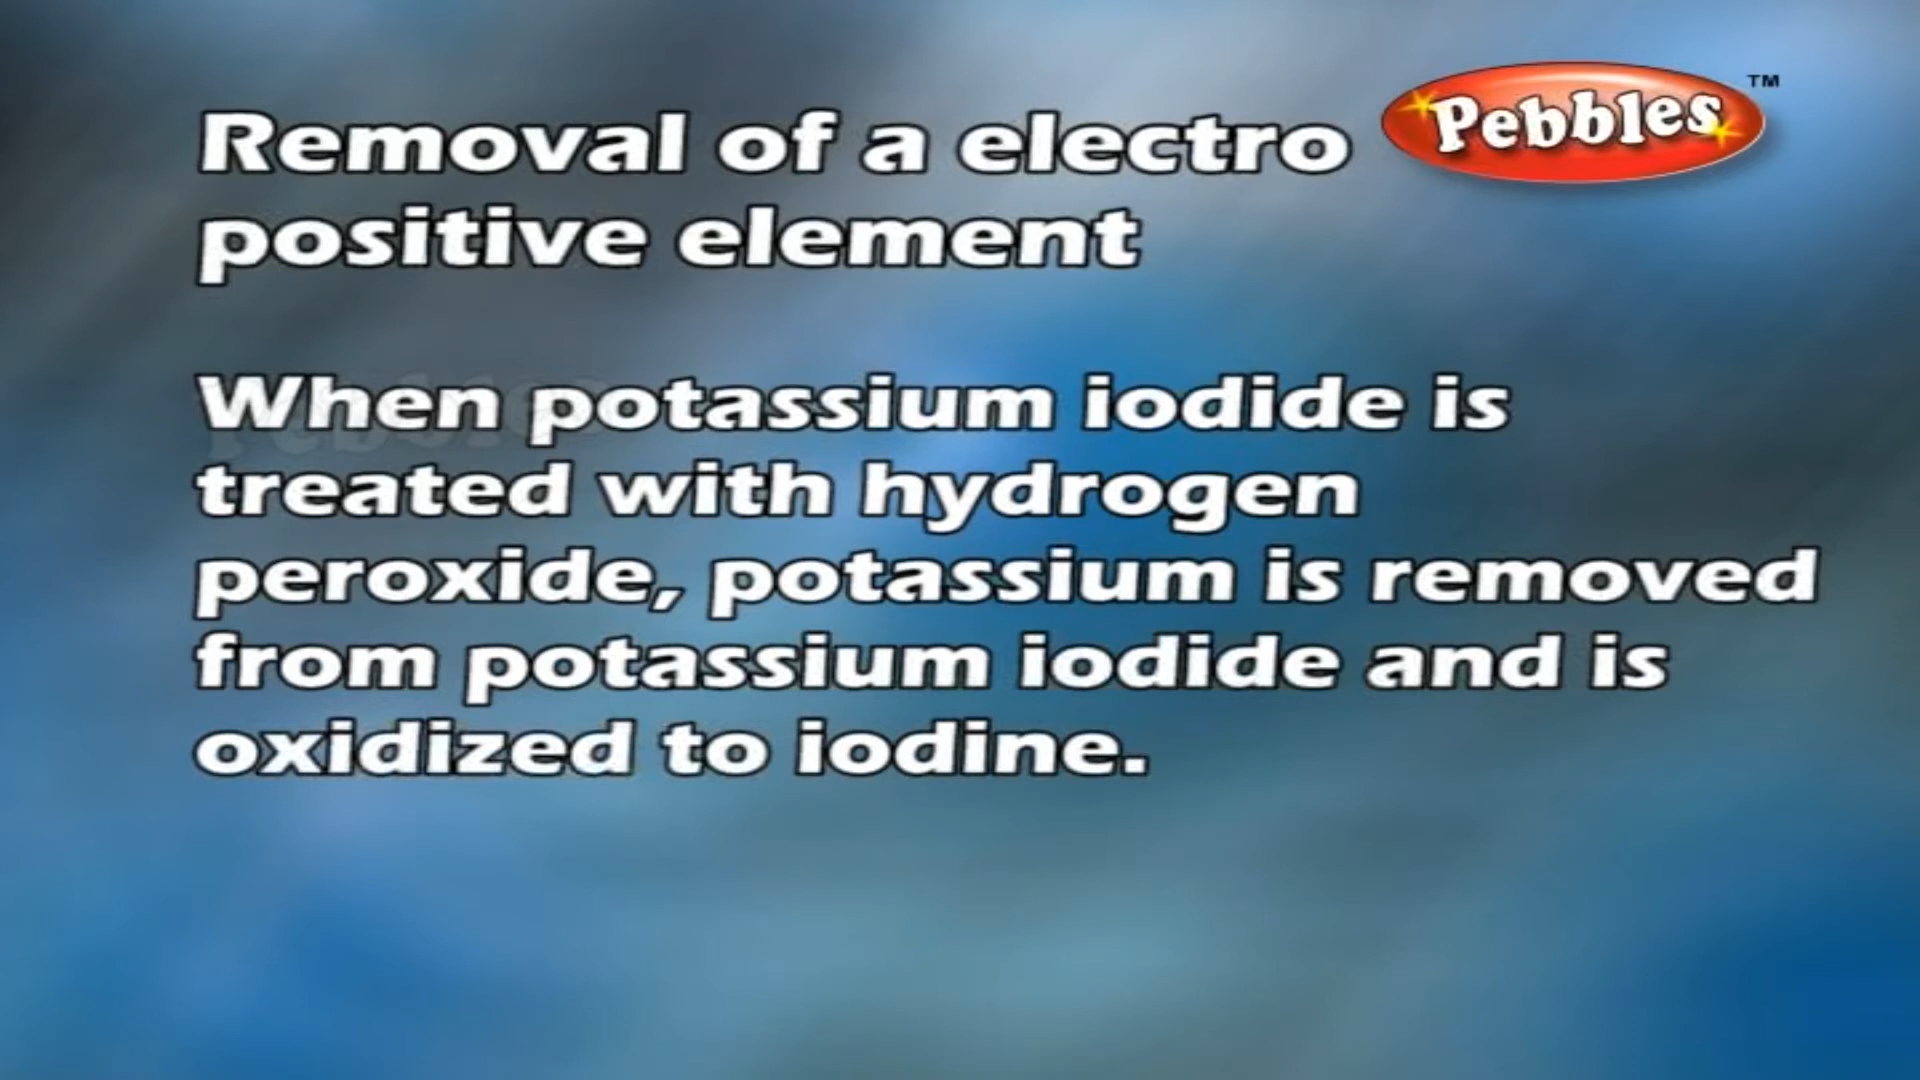 Removal of a electro
positive element
Pebbles TM
When potassium iodide is
treated with hydrogen
peroxide, potassium is removed
from potassium iodide and is
oxidized to iodine.